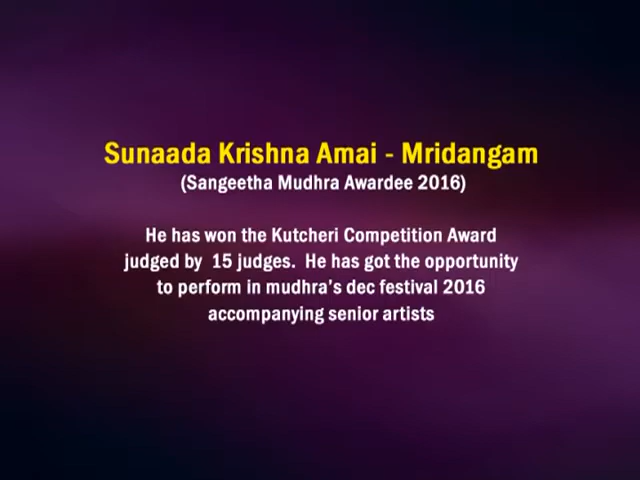 Sunaada Krishna Amai - Mridangam
(Sangeetha Mudhra Awardee 2016)
He has won the Kutcheri Competition Award
judged by  15 judges.  He has got the opportunity
to perform in mudhra's dec festival 2016
accompanying senior artists